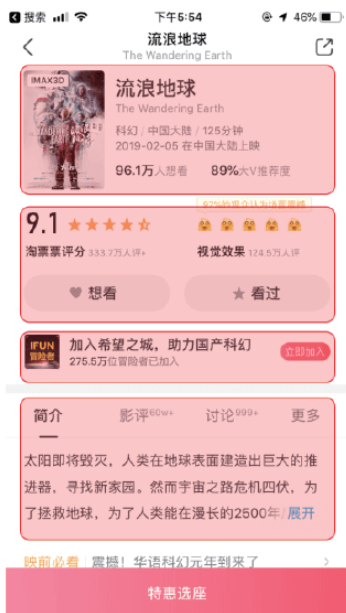 搜索
下午5:54
46%
流浪地球
The Wandering Earth
IMAX3D
流浪地球
The Wandering Earth
科幻 / 中国大陆 / 125分钟
2019-02-05 在中国大陆上映
96.1万人想看
89%大V推荐度
9.1
淘票票评分 333.7万人评
视觉效果 124.5万人评
想看
看过
IFUN
冒险者
加入希望之城，助力国产科幻
275.5万位冒险者已加入
立即加入
简介
影评60w+
讨论999+
更多
太阳即将毁灭，人类在地球表面建造出巨大的推
进器，寻找新家园。然而宇宙之路危机四伏，为
了拯救地球，为了人类能在漫长的2500年 展开
映前必看 震撼！华语科幻元年到来了
特惠选座